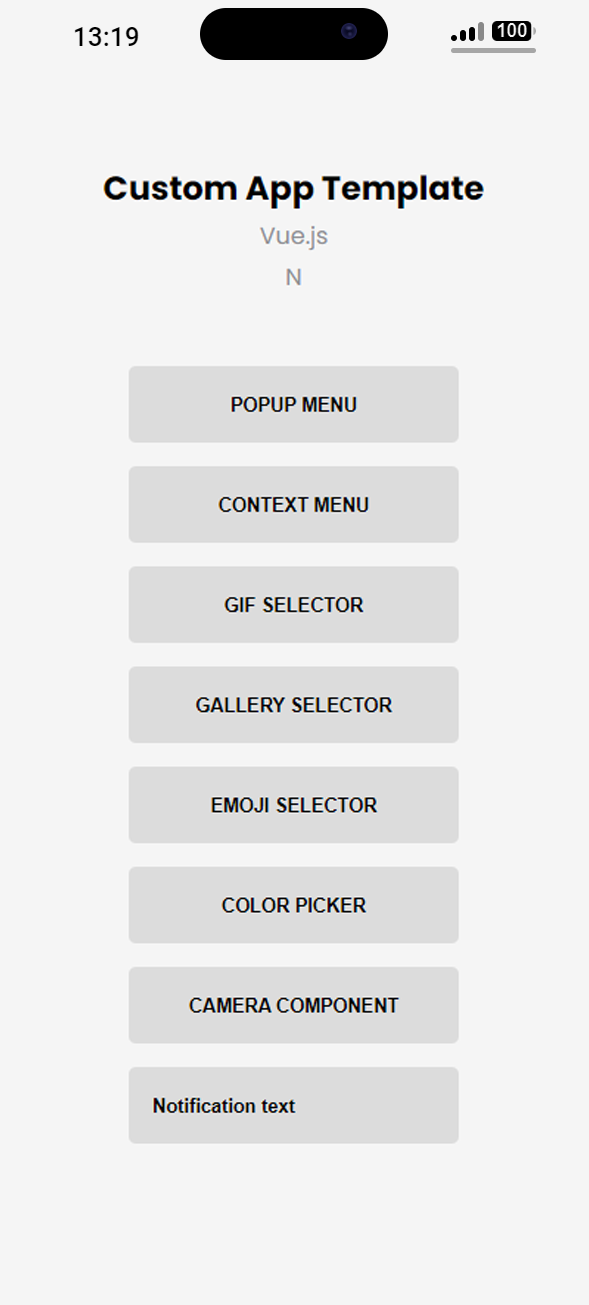 13:19
100
Custom App Template
Vue.js
N
POPUP MENU
CONTEXT MENU
GIF SELECTOR
GALLERY SELECTOR
EMOJI SELECTOR
COLOR PICKER
CAMERA COMPONENT
Notification text